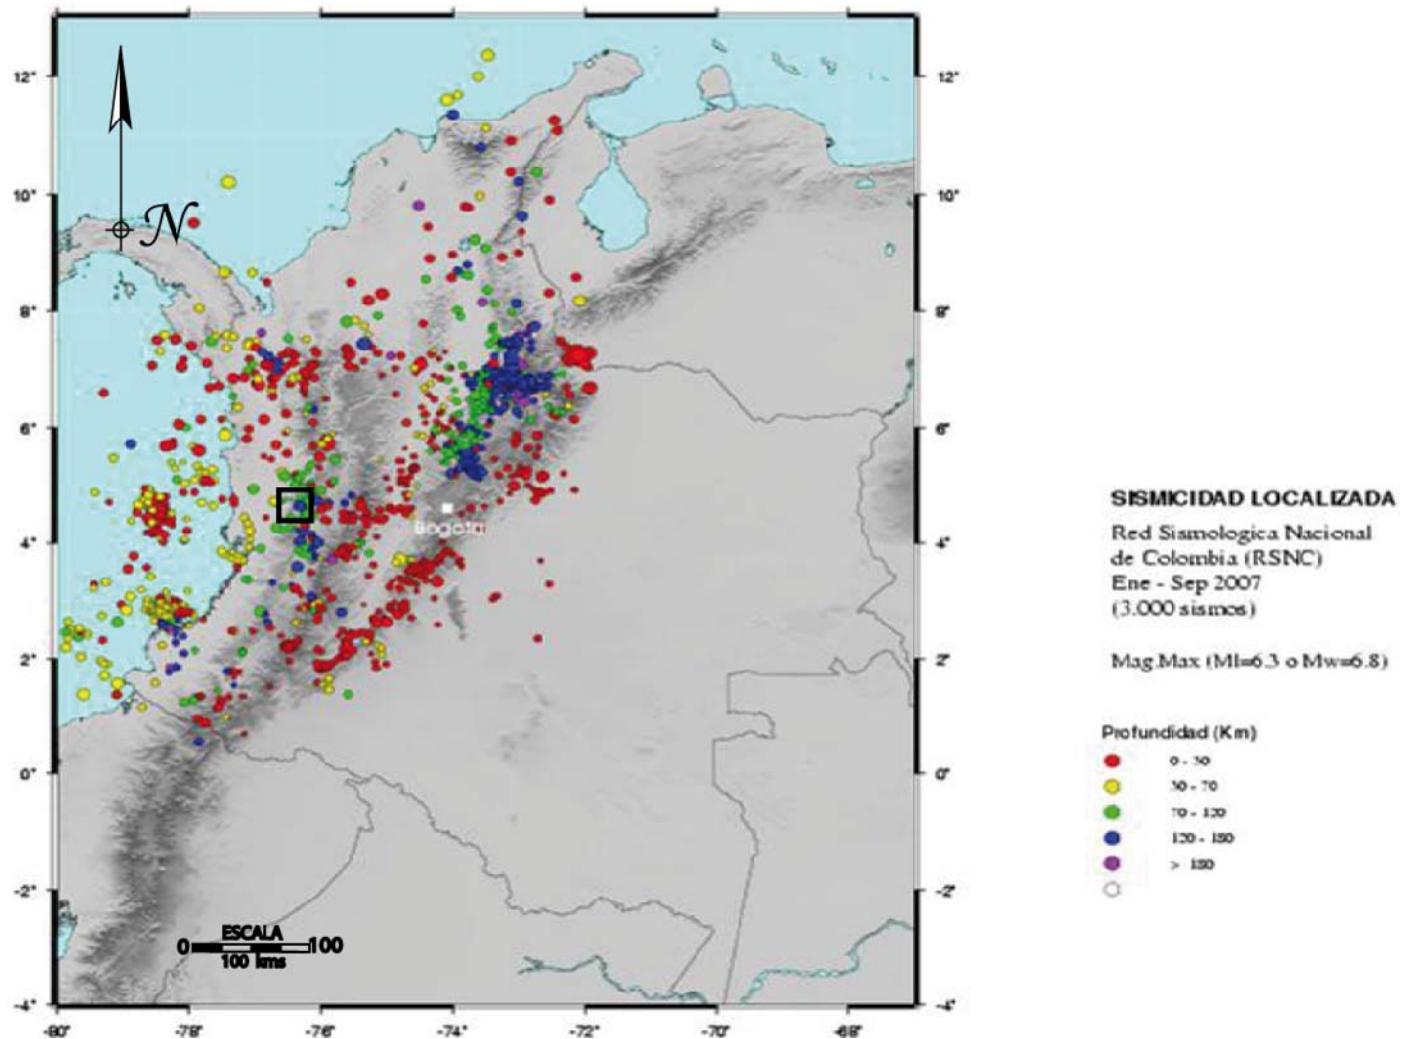 12° 12°
N
10° 10°
8° 8°
6° 6°
4° 4°
2° 2°
0° 0°
-2° -2°
-4° -4°
-80° -78° -76° -74° -72° -70° -68°
Bogota
ESCALA
0 100
100 kms
SISMICIDAD LOCALIZADA
Red Sismologica Nacional
de Colombia (RSNC)
Ene - Sep 2007
(3.000 sismos)
Mag.Max (Ml=6.3 o Mw=6.8)
Profundidad (Km)
0 - 30
30 - 70
70 - 120
120 - 180
> 180